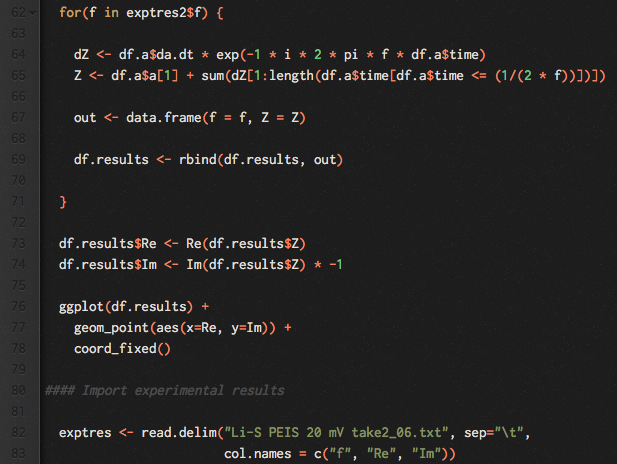 62 for(f in exptres2$f) {
63
64 dZ <- df.a$da.dt * exp(-1 * i * 2 * pi * f * df.a$time)
65 Z <- df.a$a[1] + sum(dZ[1:length(df.a$time[df.a$time <= (1/(2 * f))])])
66
67 out <- data.frame(f = f, Z = Z)
68
69 df.results <- rbind(df.results, out)
70
71 }
72
73 df.results$Re <- Re(df.results$Z)
74 df.results$Im <- Im(df.results$Z) * -1
75
76 ggplot(df.results) +
77 geom_point(aes(x=Re, y=Im)) +
78 coord_fixed()
79
80 #### Import experimental results
81
82 exptres <- read.delim("Li-S PEIS 20 mV take2_06.txt", sep="\t",
83 col.names = c("f", "Re", "Im"))